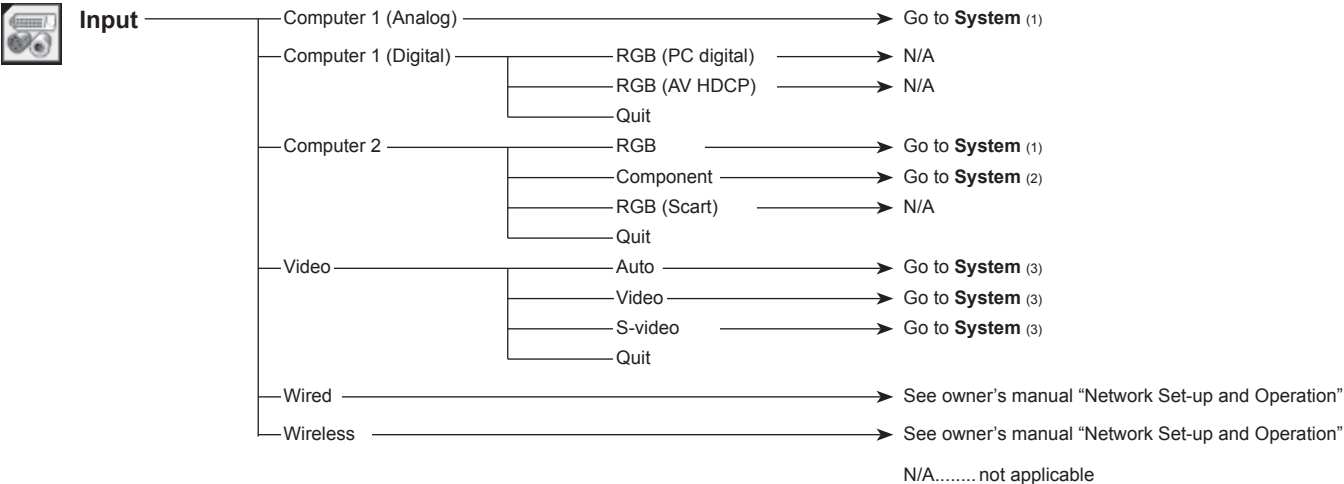 Input Computer 1 (Analog) Go to System (1)
Computer 1 (Digital) RGB (PC digital) N/A
RGB (AV HDCP) N/A
Quit
Computer 2 RGB Go to System (1)
Component Go to System (2)
RGB (Scart) N/A
Quit
Video Auto Go to System (3)
Video Go to System (3)
S-video Go to System (3)
Quit
Wired See owner’s manual “Network Set-up and Operation”
Wireless See owner’s manual “Network Set-up and Operation”
N/A........ not applicable